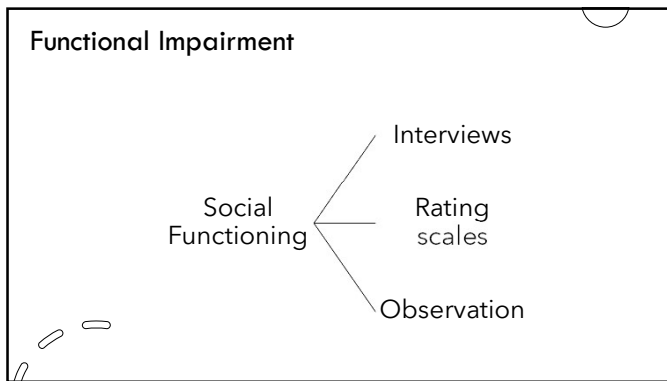 Functional Impairment
Interviews
Social
Functioning
Rating
scales
Observation